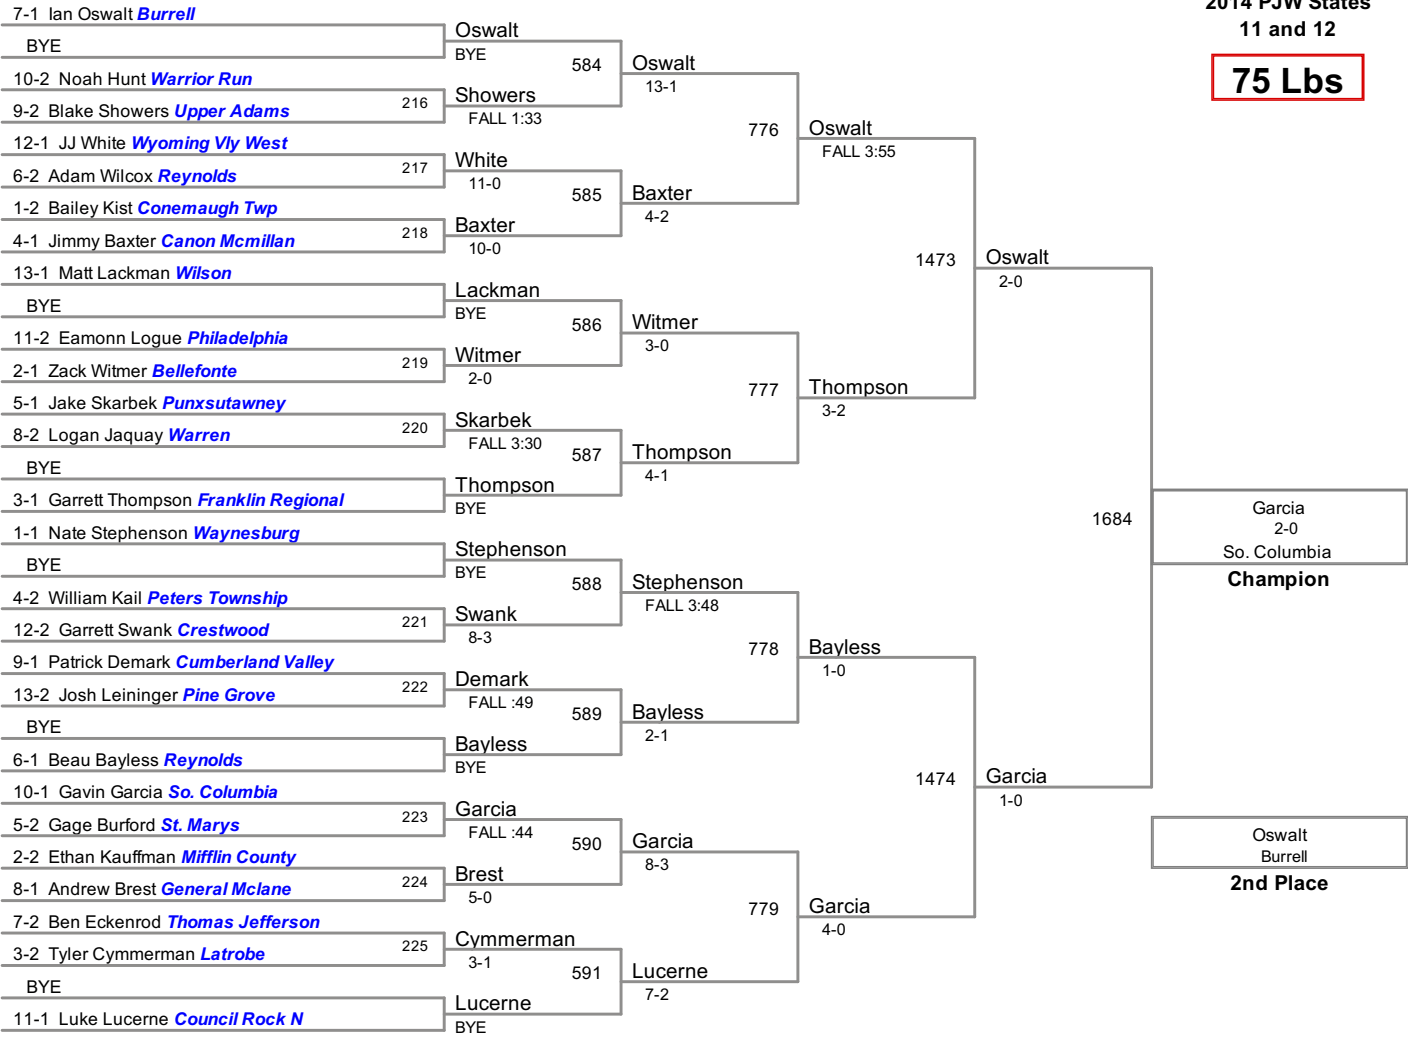 2014 PJW States
11 and 12
75 Lbs
7-1 Ian Oswalt Burrell
BYE
10-2 Noah Hunt Warrior Run
9-2 Blake Showers Upper Adams
12-1 JJ White Wyoming Vly West
6-2 Adam Wilcox Reynolds
1-2 Bailey Kist Conemaugh Twp
4-1 Jimmy Baxter Canon Mcmillan
13-1 Matt Lackman Wilson
BYE
11-2 Eamonn Logue Philadelphia
2-1 Zack Witmer Bellefonte
5-1 Jake Skarbek Punxsutawney
8-2 Logan Jaquay Warren
BYE
3-1 Garrett Thompson Franklin Regional
1-1 Nate Stephenson Waynesburg
BYE
4-2 William Kail Peters Township
12-2 Garrett Swank Crestwood
9-1 Patrick Demark Cumberland Valley
13-2 Josh Leininger Pine Grove
BYE
6-1 Beau Bayless Reynolds
10-1 Gavin Garcia So. Columbia
5-2 Gage Burford St. Marys
2-2 Ethan Kauffman Mifflin County
8-1 Andrew Brest General Mclane
7-2 Ben Eckenrod Thomas Jefferson
3-2 Tyler Cymmerman Latrobe
BYE
11-1 Luke Lucerne Council Rock N
216
217
218
219
220
221
222
223
224
225
Oswalt
BYE
Showers
FALL 1:33
White
11-0
Baxter
10-0
Lackman
BYE
Witmer
2-0
Skarbek
FALL 3:30
Thompson
BYE
Stephenson
BYE
Swank
8-3
Demark
FALL :49
Bayless
BYE
Garcia
FALL :44
Brest
5-0
Cymmerman
3-1
Lucerne
BYE
584
585
586
587
588
589
590
591
Oswalt
13-1
Baxter
4-2
Witmer
3-0
Thompson
4-1
Stephenson
FALL 3:48
Bayless
2-1
Garcia
8-3
Lucerne
7-2
776
777
778
779
Oswalt
FALL 3:55
Thompson
3-2
Bayless
1-0
Garcia
4-0
1473
1474
Oswalt
2-0
Garcia
1-0
1684
Garcia
2-0
So. Columbia
Champion
Oswalt
Burrell
2nd Place